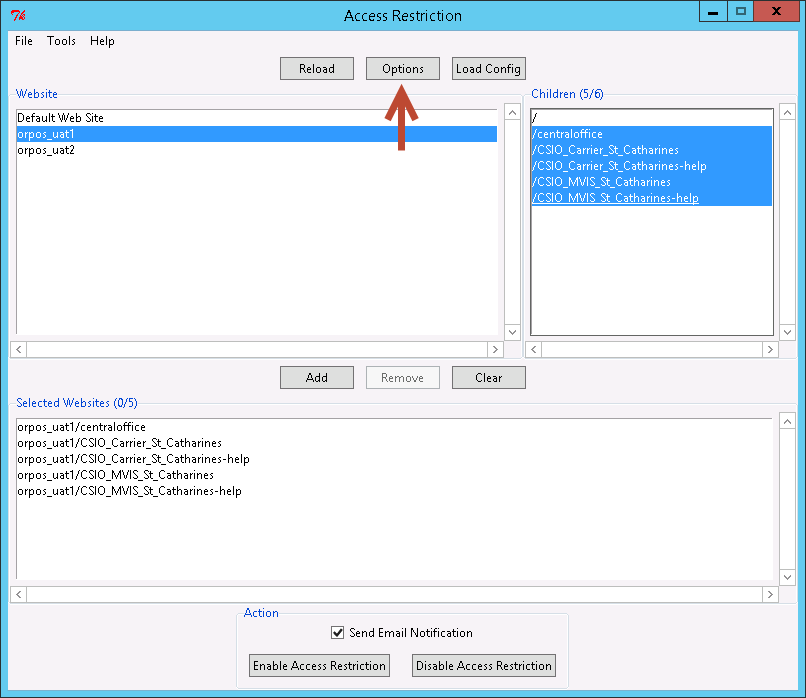 Access Restriction
File Tools Help
Reload Options Load Config
Website
Default Web Site
orpos_uat1
orpos_uat2
Children (5/6)
/
/centraloffice
/CSIO_Carrier_St_Catharines
/CSIO_Carrier_St_Catharines-help
/CSIO_MVIS_St_Catharines
/CSIO_MVIS_St_Catharines-help
Add Remove Clear
Selected Websites (0/5)
orpos_uat1/centraloffice
orpos_uat1/CSIO_Carrier_St_Catharines
orpos_uat1/CSIO_Carrier_St_Catharines-help
orpos_uat1/CSIO_MVIS_St_Catharines
orpos_uat1/CSIO_MVIS_St_Catharines-help
Action
Send Email Notification
Enable Access Restriction Disable Access Restriction